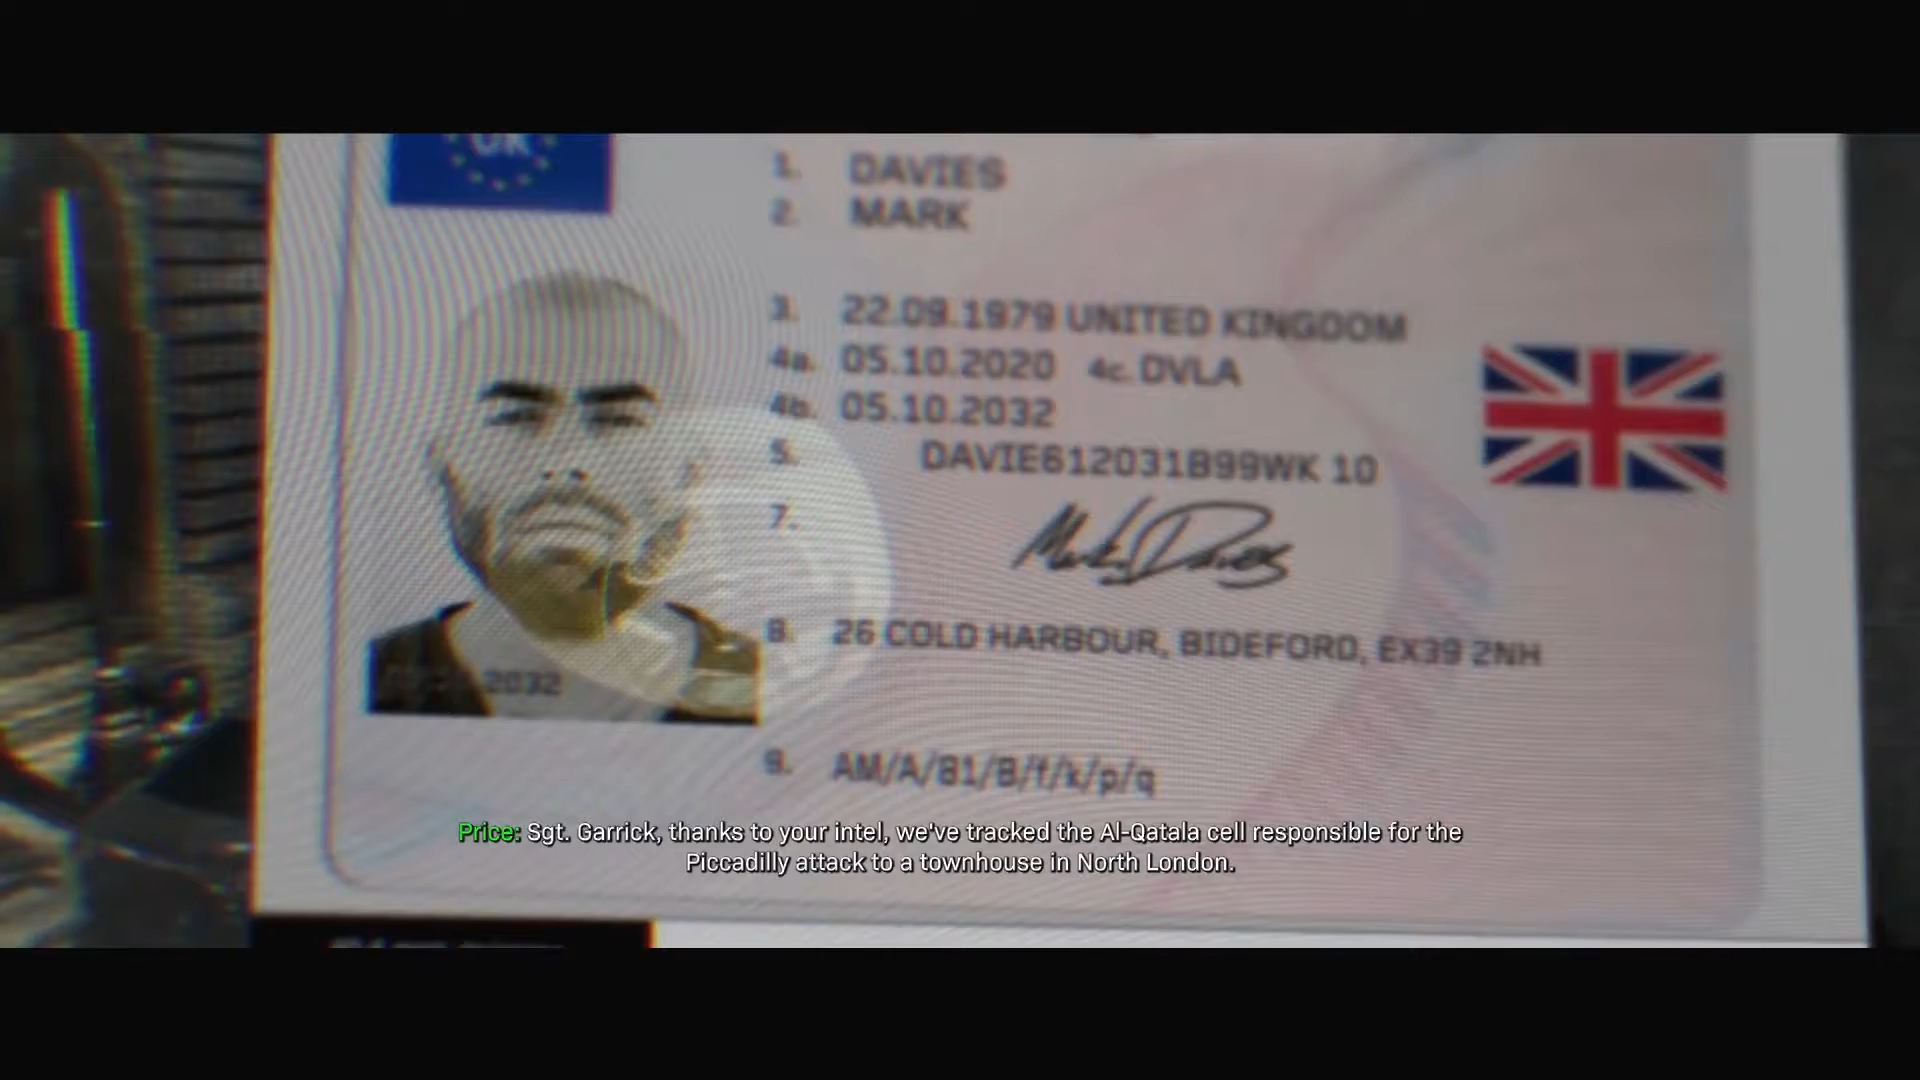 UK
1. DAVIES
2. MARK
3. 22.09.1979 UNITED KINGDOM
4a. 05.10.2020 4c. DVLA
4b. 05.10.2032
5. DAVIE612031B99WK 10
7. Mark Davies
8. 26 COLD HARBOUR, BIDEFORD, EX39 2NH
2032
9. AM/A/B1/B/f/k/p/q
Price: Sgt. Garrick, thanks to your intel, we've tracked the Al-Qatala cell responsible for the
Piccadilly attack to a townhouse in North London.